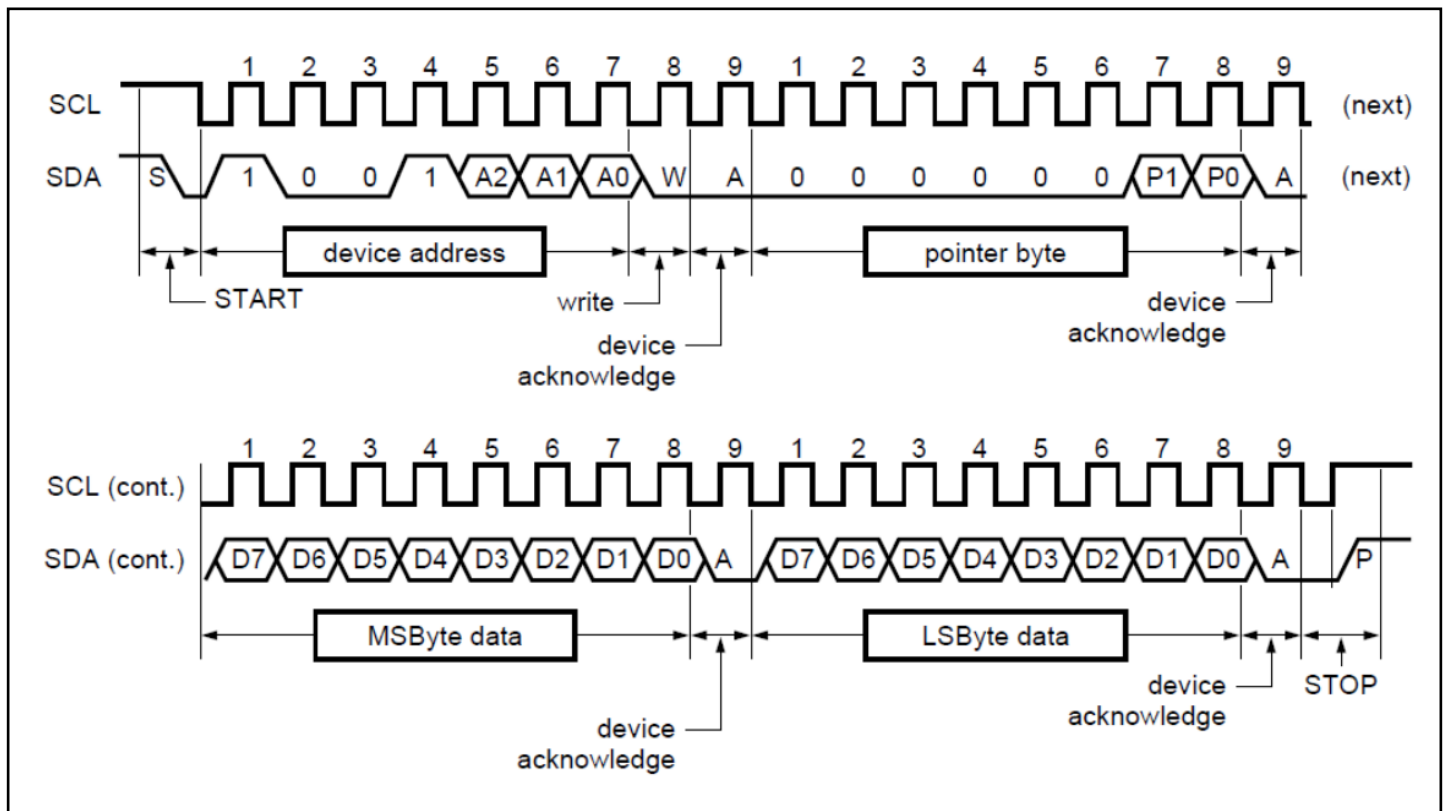 1 2 3 4 5 6 7 8 9 1 2 3 4 5 6 7 8 9
SCL (next)
SDA S 1 0 0 1 A2 A1 A0 W A 0 0 0 0 0 0 P1 P0 A (next)
device address pointer byte
START write device
device acknowledge
acknowledge
1 2 3 4 5 6 7 8 9 1 2 3 4 5 6 7 8 9
SCL (cont.)
SDA (cont.) D7 D6 D5 D4 D3 D2 D1 D0 A D7 D6 D5 D4 D3 D2 D1 D0 A P
MSByte data LSByte data
device STOP
acknowledge
device
acknowledge